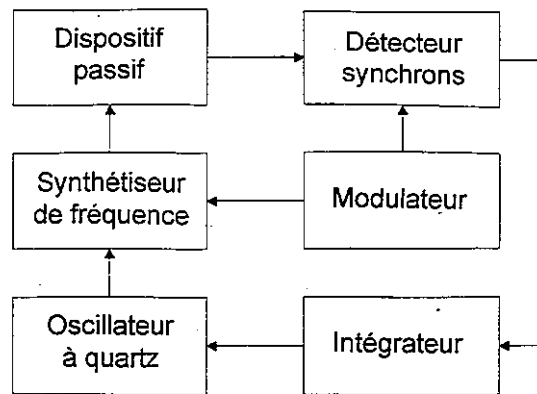 Dispositif
passif
Détecteur
synchrons
Synthétiseur
de fréquence
Modulateur
Oscillateur
à quartz
Intégrateur